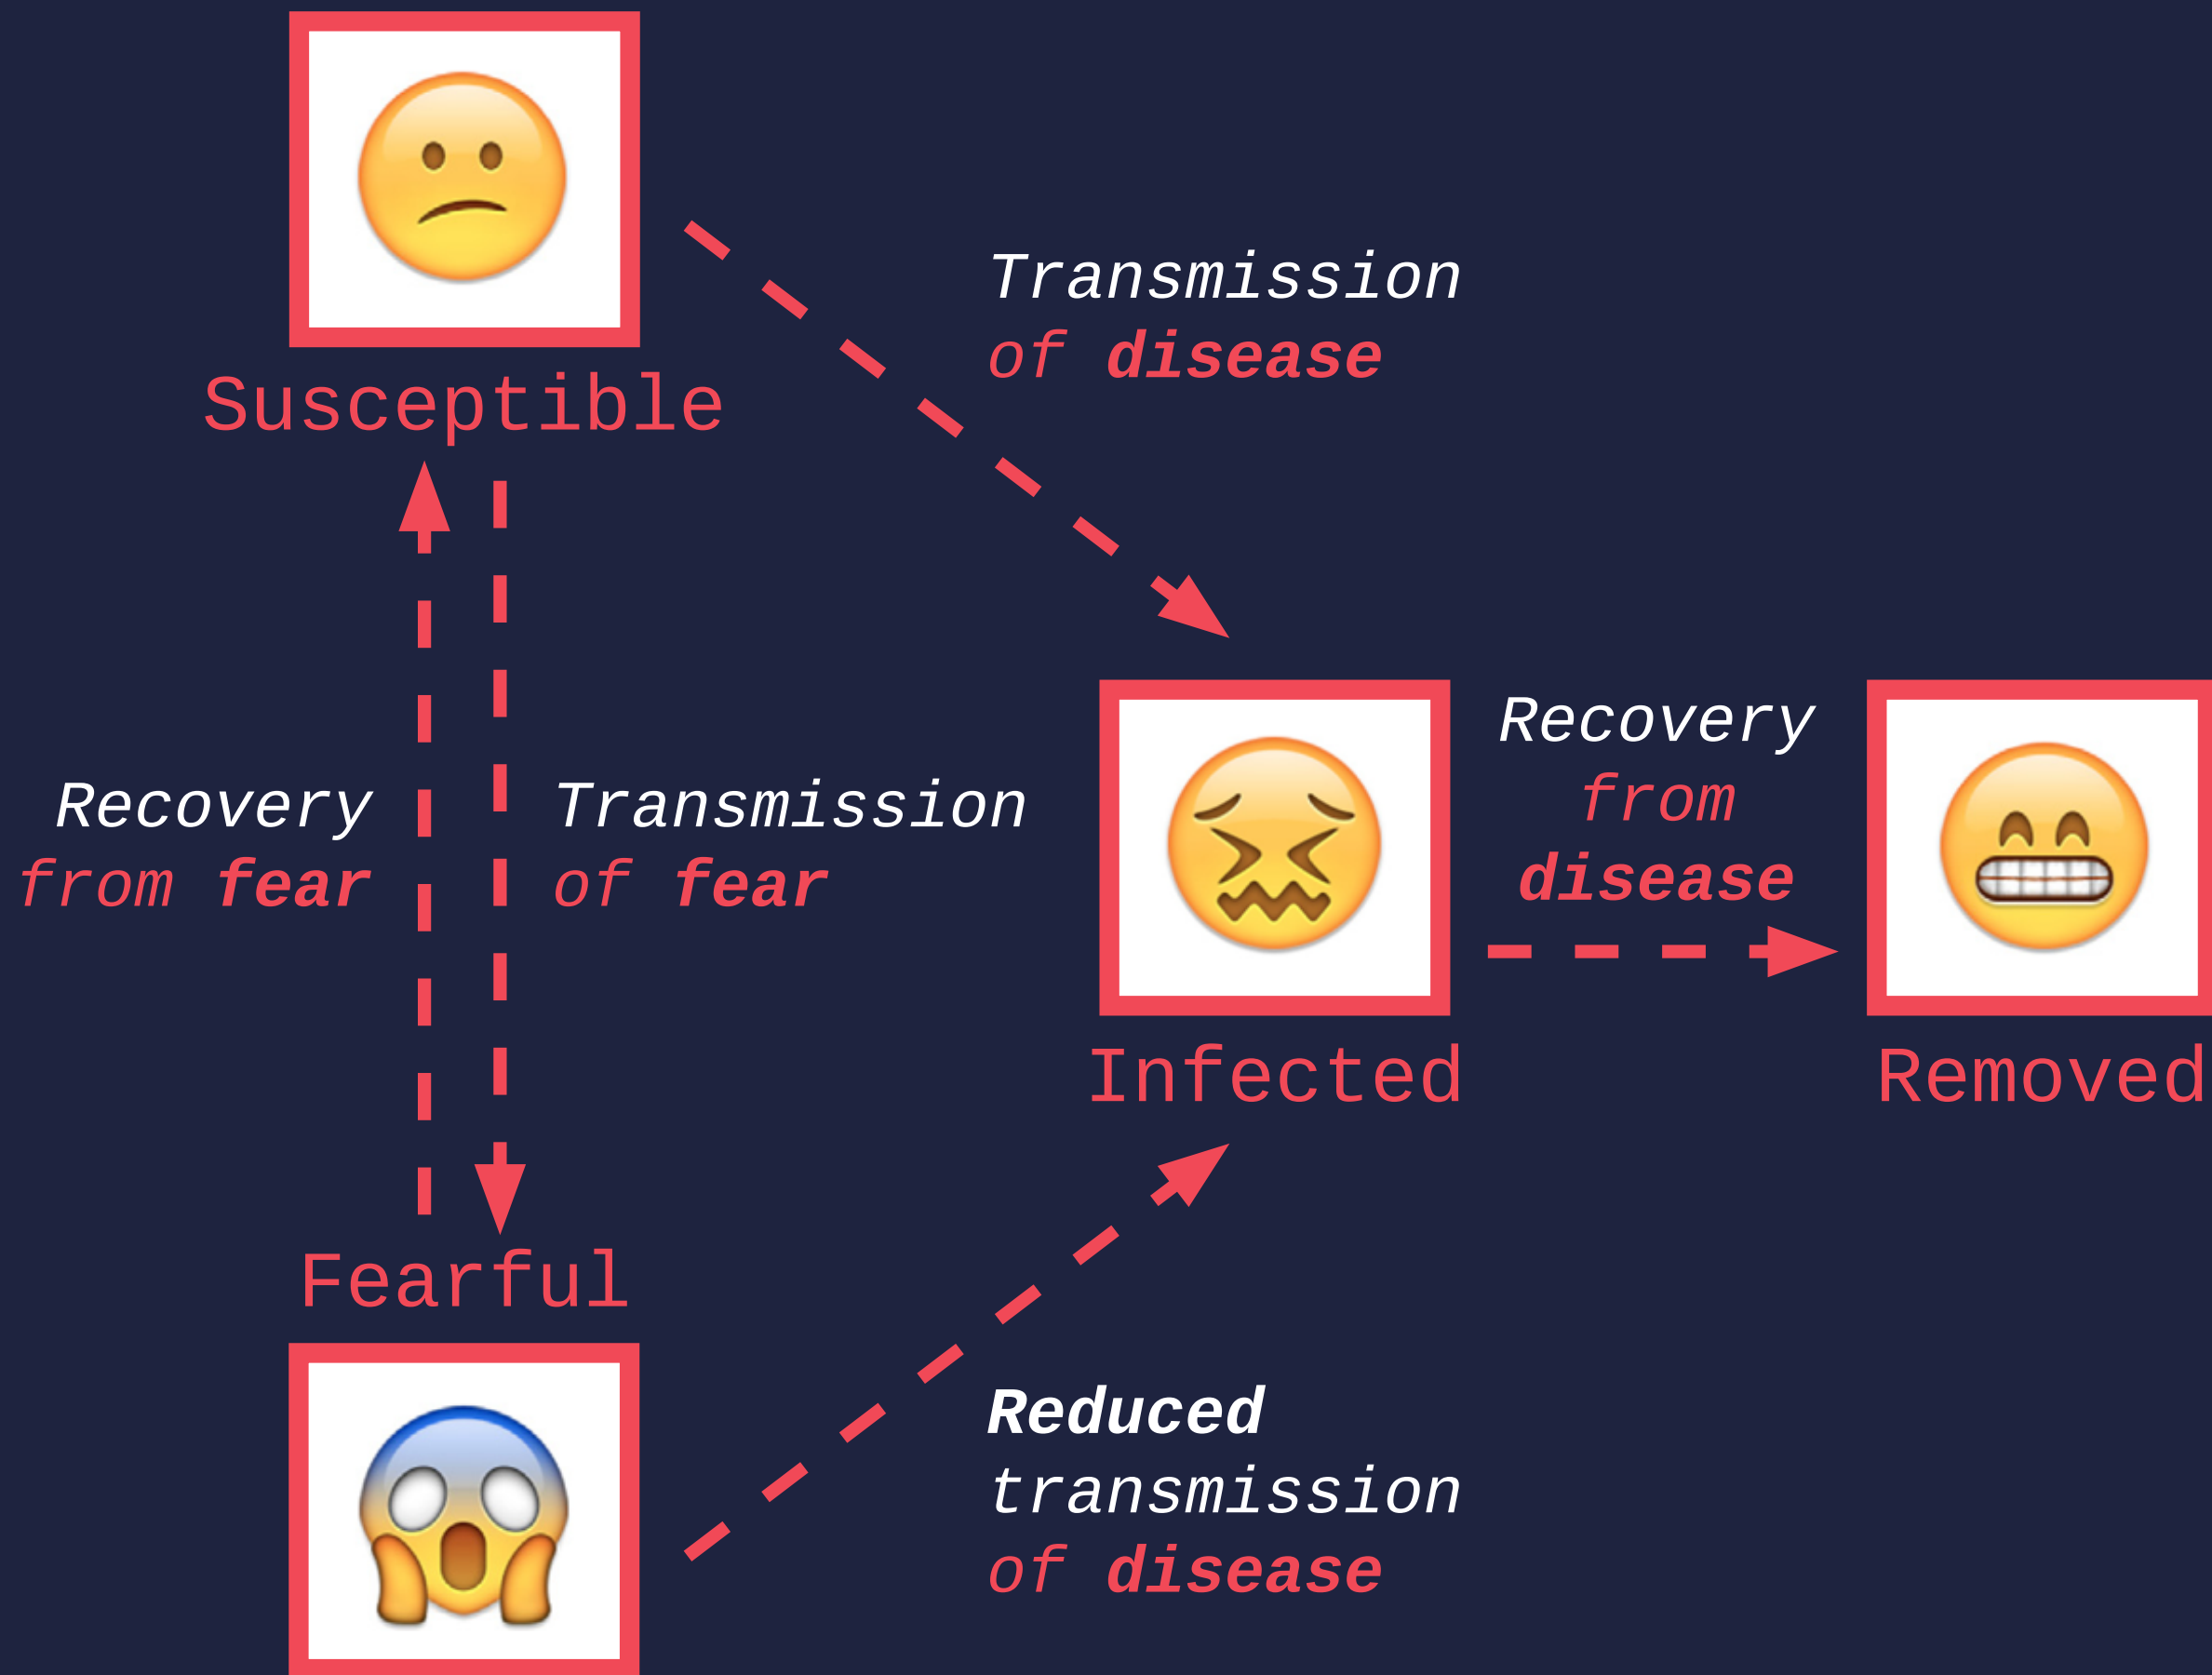 Susceptible
Transmission
of disease
Recovery
from fear
Transmission
of fear
Infected
Recovery
from
disease
Removed
Fearful
Reduced
transmission
of disease